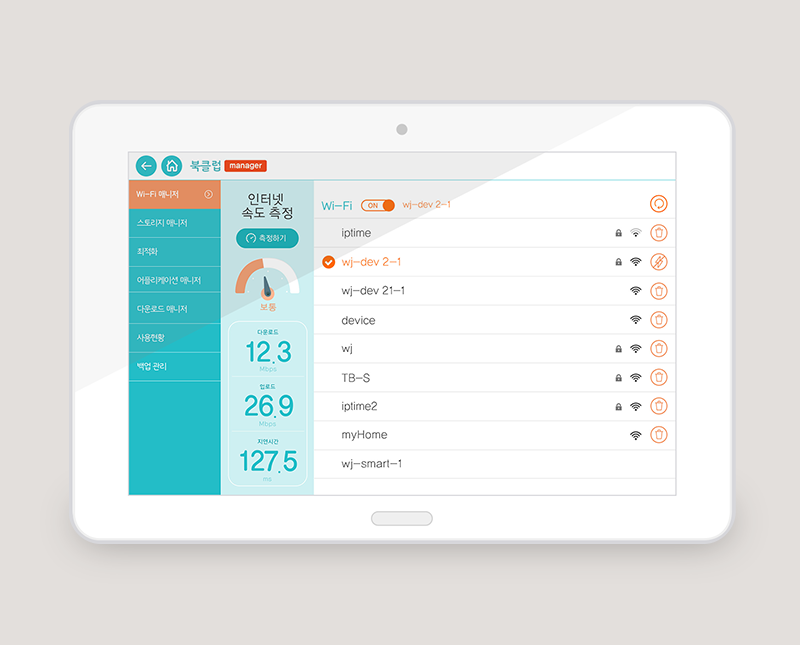 북클럽 manager
Wi-Fi 매니저
스토리지 매니저
최적화
어플리케이션 매니저
다운로드 매니저
사용현황
백업 관리
인터넷
속도 측정
측정하기
보통
다운로드
12.3
Mbps
업로드
26.9
Mbps
지연시간
127.5
ms
Wi-Fi ON wj-dev 2-1
iptime
wj-dev 2-1
wj-dev 21-1
device
wj
TB-S
iptime2
myHome
wj-smart-1